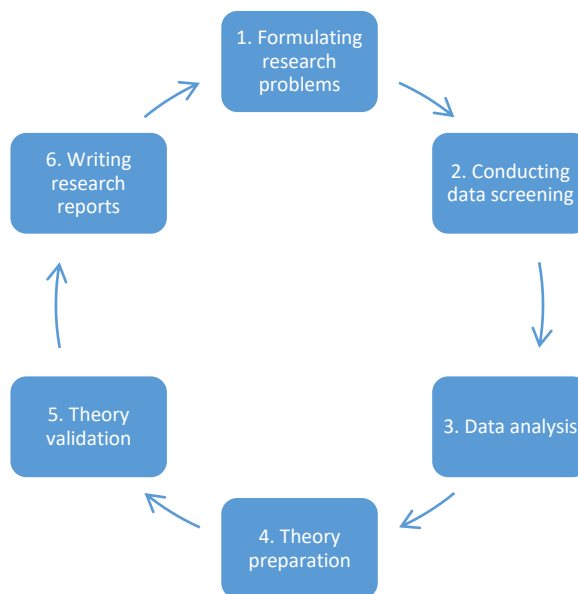 1. Formulating
research
problems
2. Conducting
data screening
3. Data analysis
4. Theory
preparation
5. Theory
validation
6. Writing
research
reports